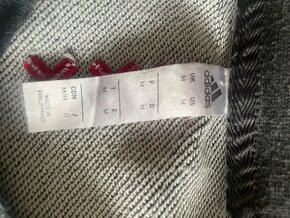 adidas
UK US
M M
F D
M M
I E
M M
CDN J
M/M O
MADE IN
PHILIPPINES